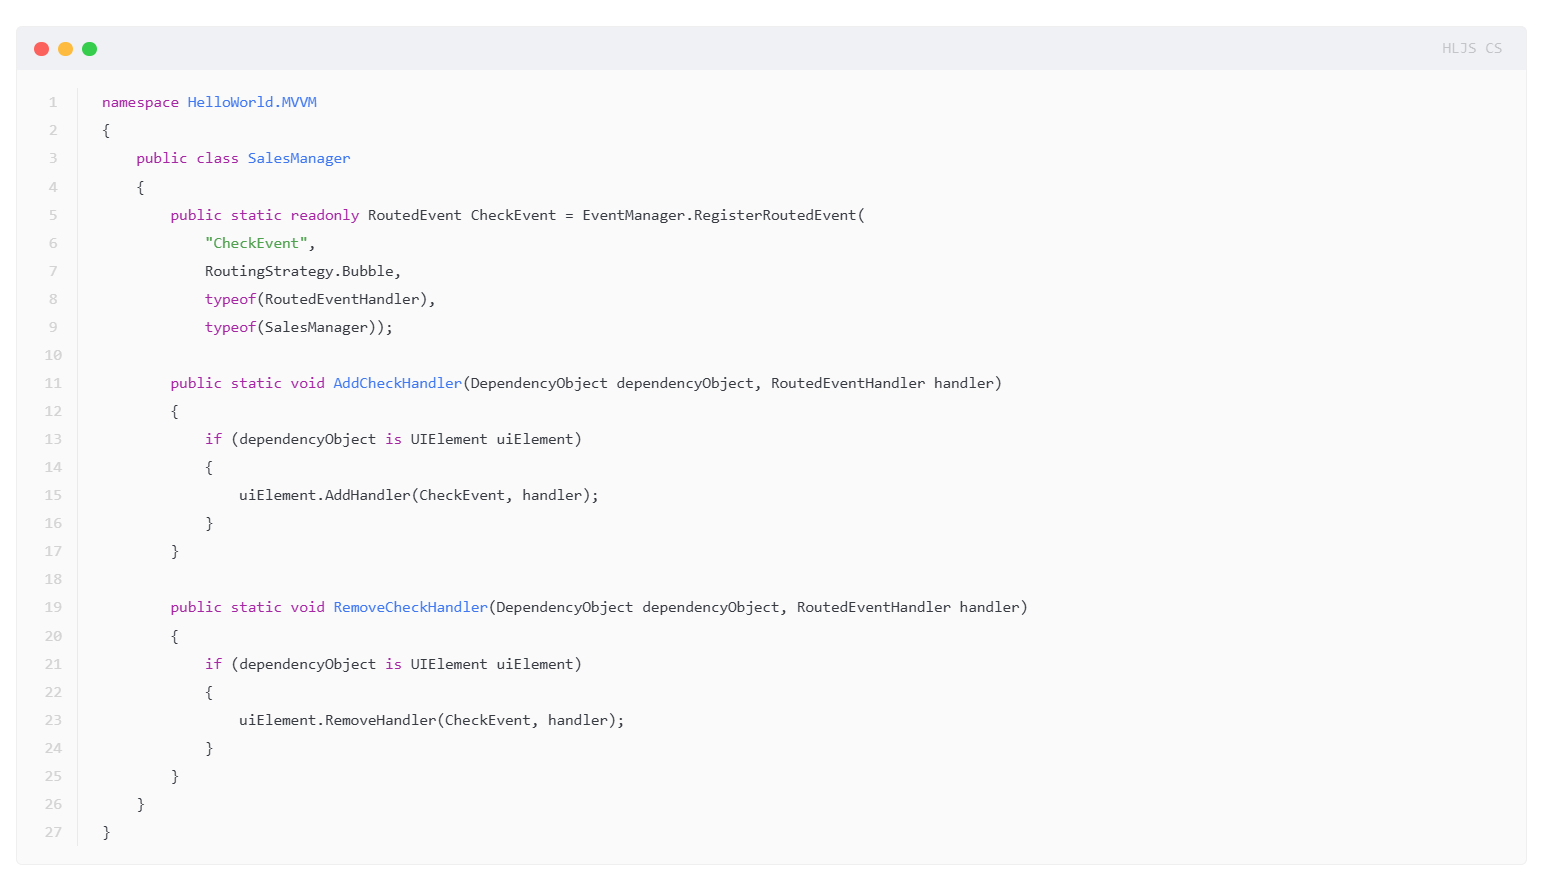 HLJS CS
1 namespace HelloWorld.MVVM
2 {
3     public class SalesManager
4     {
5         public static readonly RoutedEvent CheckEvent = EventManager.RegisterRoutedEvent(
6             "CheckEvent",
7             RoutingStrategy.Bubble,
8             typeof(RoutedEventHandler),
9             typeof(SalesManager));
10
11         public static void AddCheckHandler(DependencyObject dependencyObject, RoutedEventHandler handler)
12         {
13             if (dependencyObject is UIElement uiElement)
14             {
15                 uiElement.AddHandler(CheckEvent, handler);
16             }
17         }
18
19         public static void RemoveCheckHandler(DependencyObject dependencyObject, RoutedEventHandler handler)
20         {
21             if (dependencyObject is UIElement uiElement)
22             {
23                 uiElement.RemoveHandler(CheckEvent, handler);
24             }
25         }
26     }
27 }